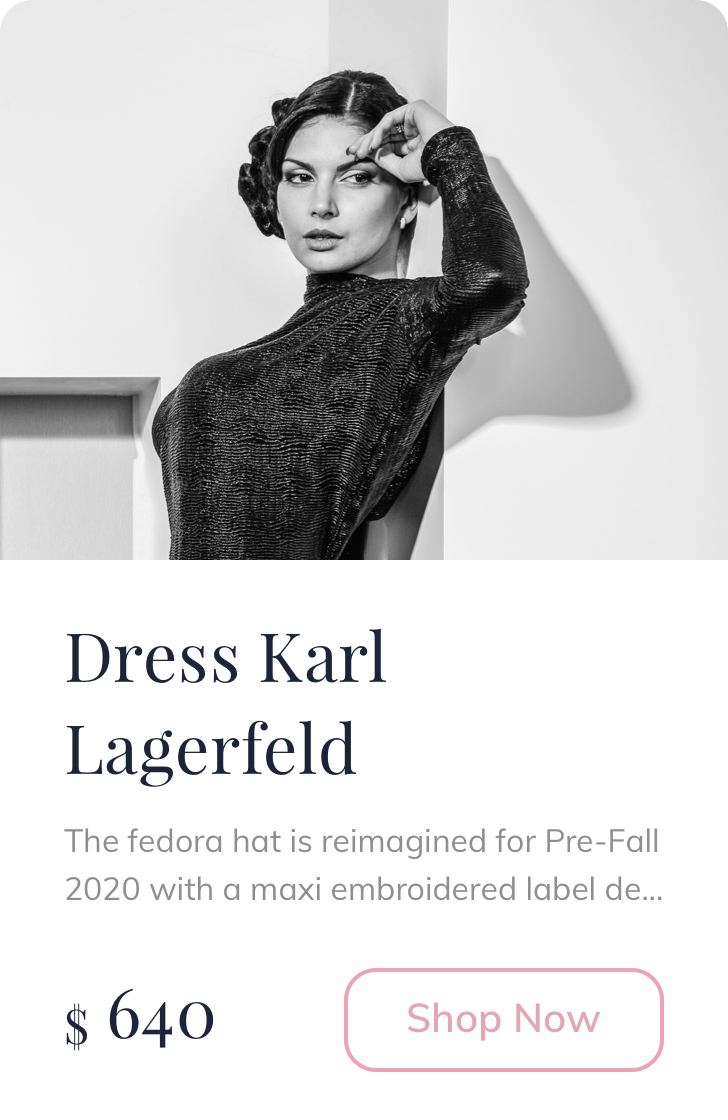 Dress Karl
Lagerfeld
The fedora hat is reimagined for Pre-Fall
2020 with a maxi embroidered label de...
$ 640
Shop Now